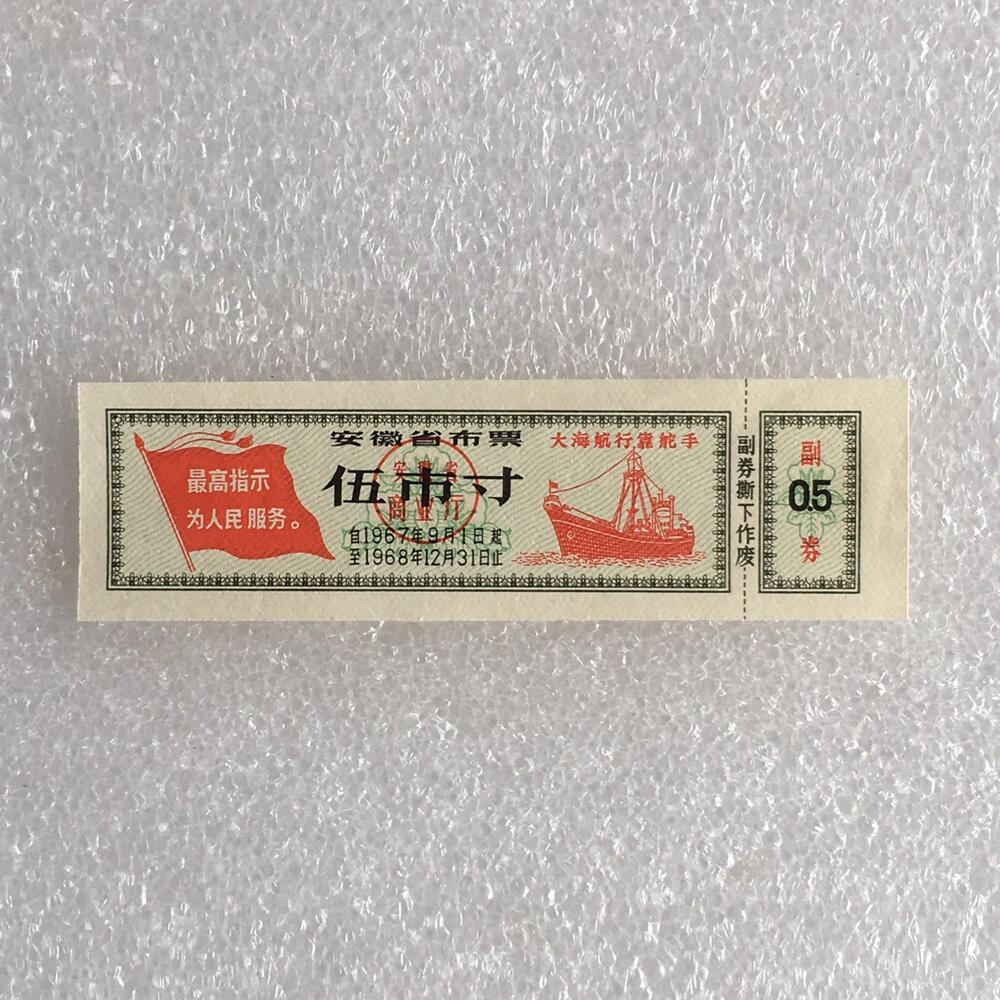 最高指示
为人民服务。
安徽省布票
安徽省
商业厅
伍市寸
自1967年9月1日起
至1968年12月31日止
大海航行靠舵手
副券撕下作废
副
0.5
券